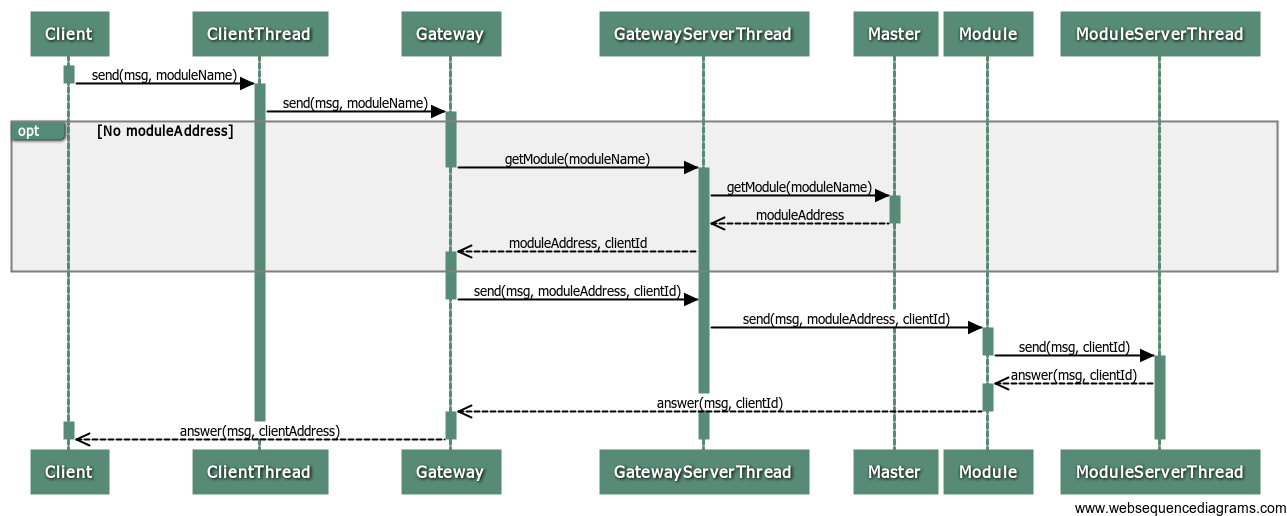 Client ClientThread Gateway GatewayServerThread Master Module ModuleServerThread
send(msg, moduleName)
send(msg, moduleName)
opt [No moduleAddress]
getModule(moduleName)
getModule(moduleName)
moduleAddress
moduleAddress, clientId
send(msg, moduleAddress, clientId)
send(msg, moduleAddress, clientId)
send(msg, clientId)
answer(msg, clientId)
answer(msg, clientId)
answer(msg, clientAddress)
Client ClientThread Gateway GatewayServerThread Master Module ModuleServerThread
www.websequencediagrams.com